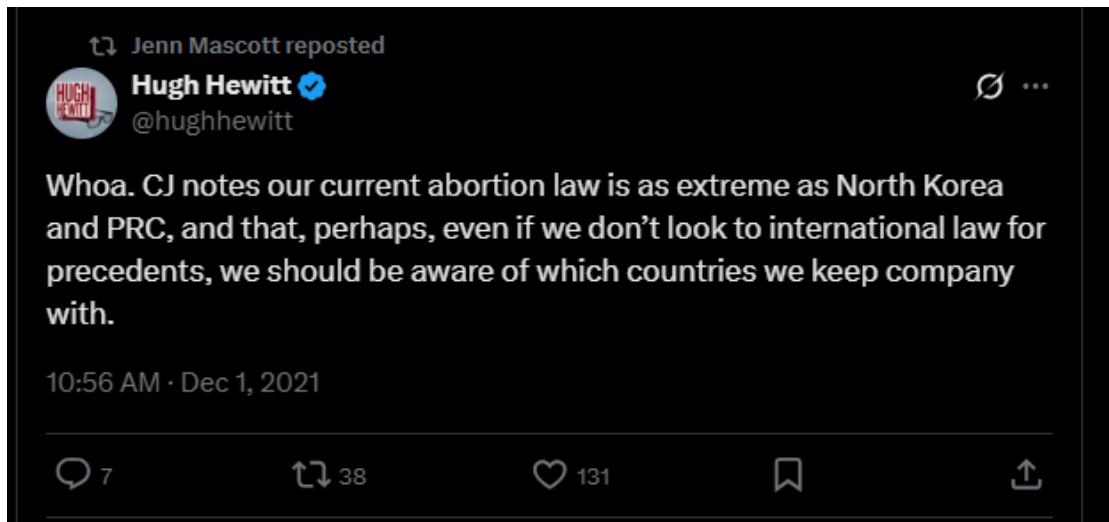 Jenn Mascott reposted
HUGH
HEWITT
Hugh Hewitt
@hughhewitt
Whoa. CJ notes our current abortion law is as extreme as North Korea
and PRC, and that, perhaps, even if we don’t look to international law for
precedents, we should be aware of which countries we keep company
with.
10:56 AM · Dec 1, 2021
7 38 131